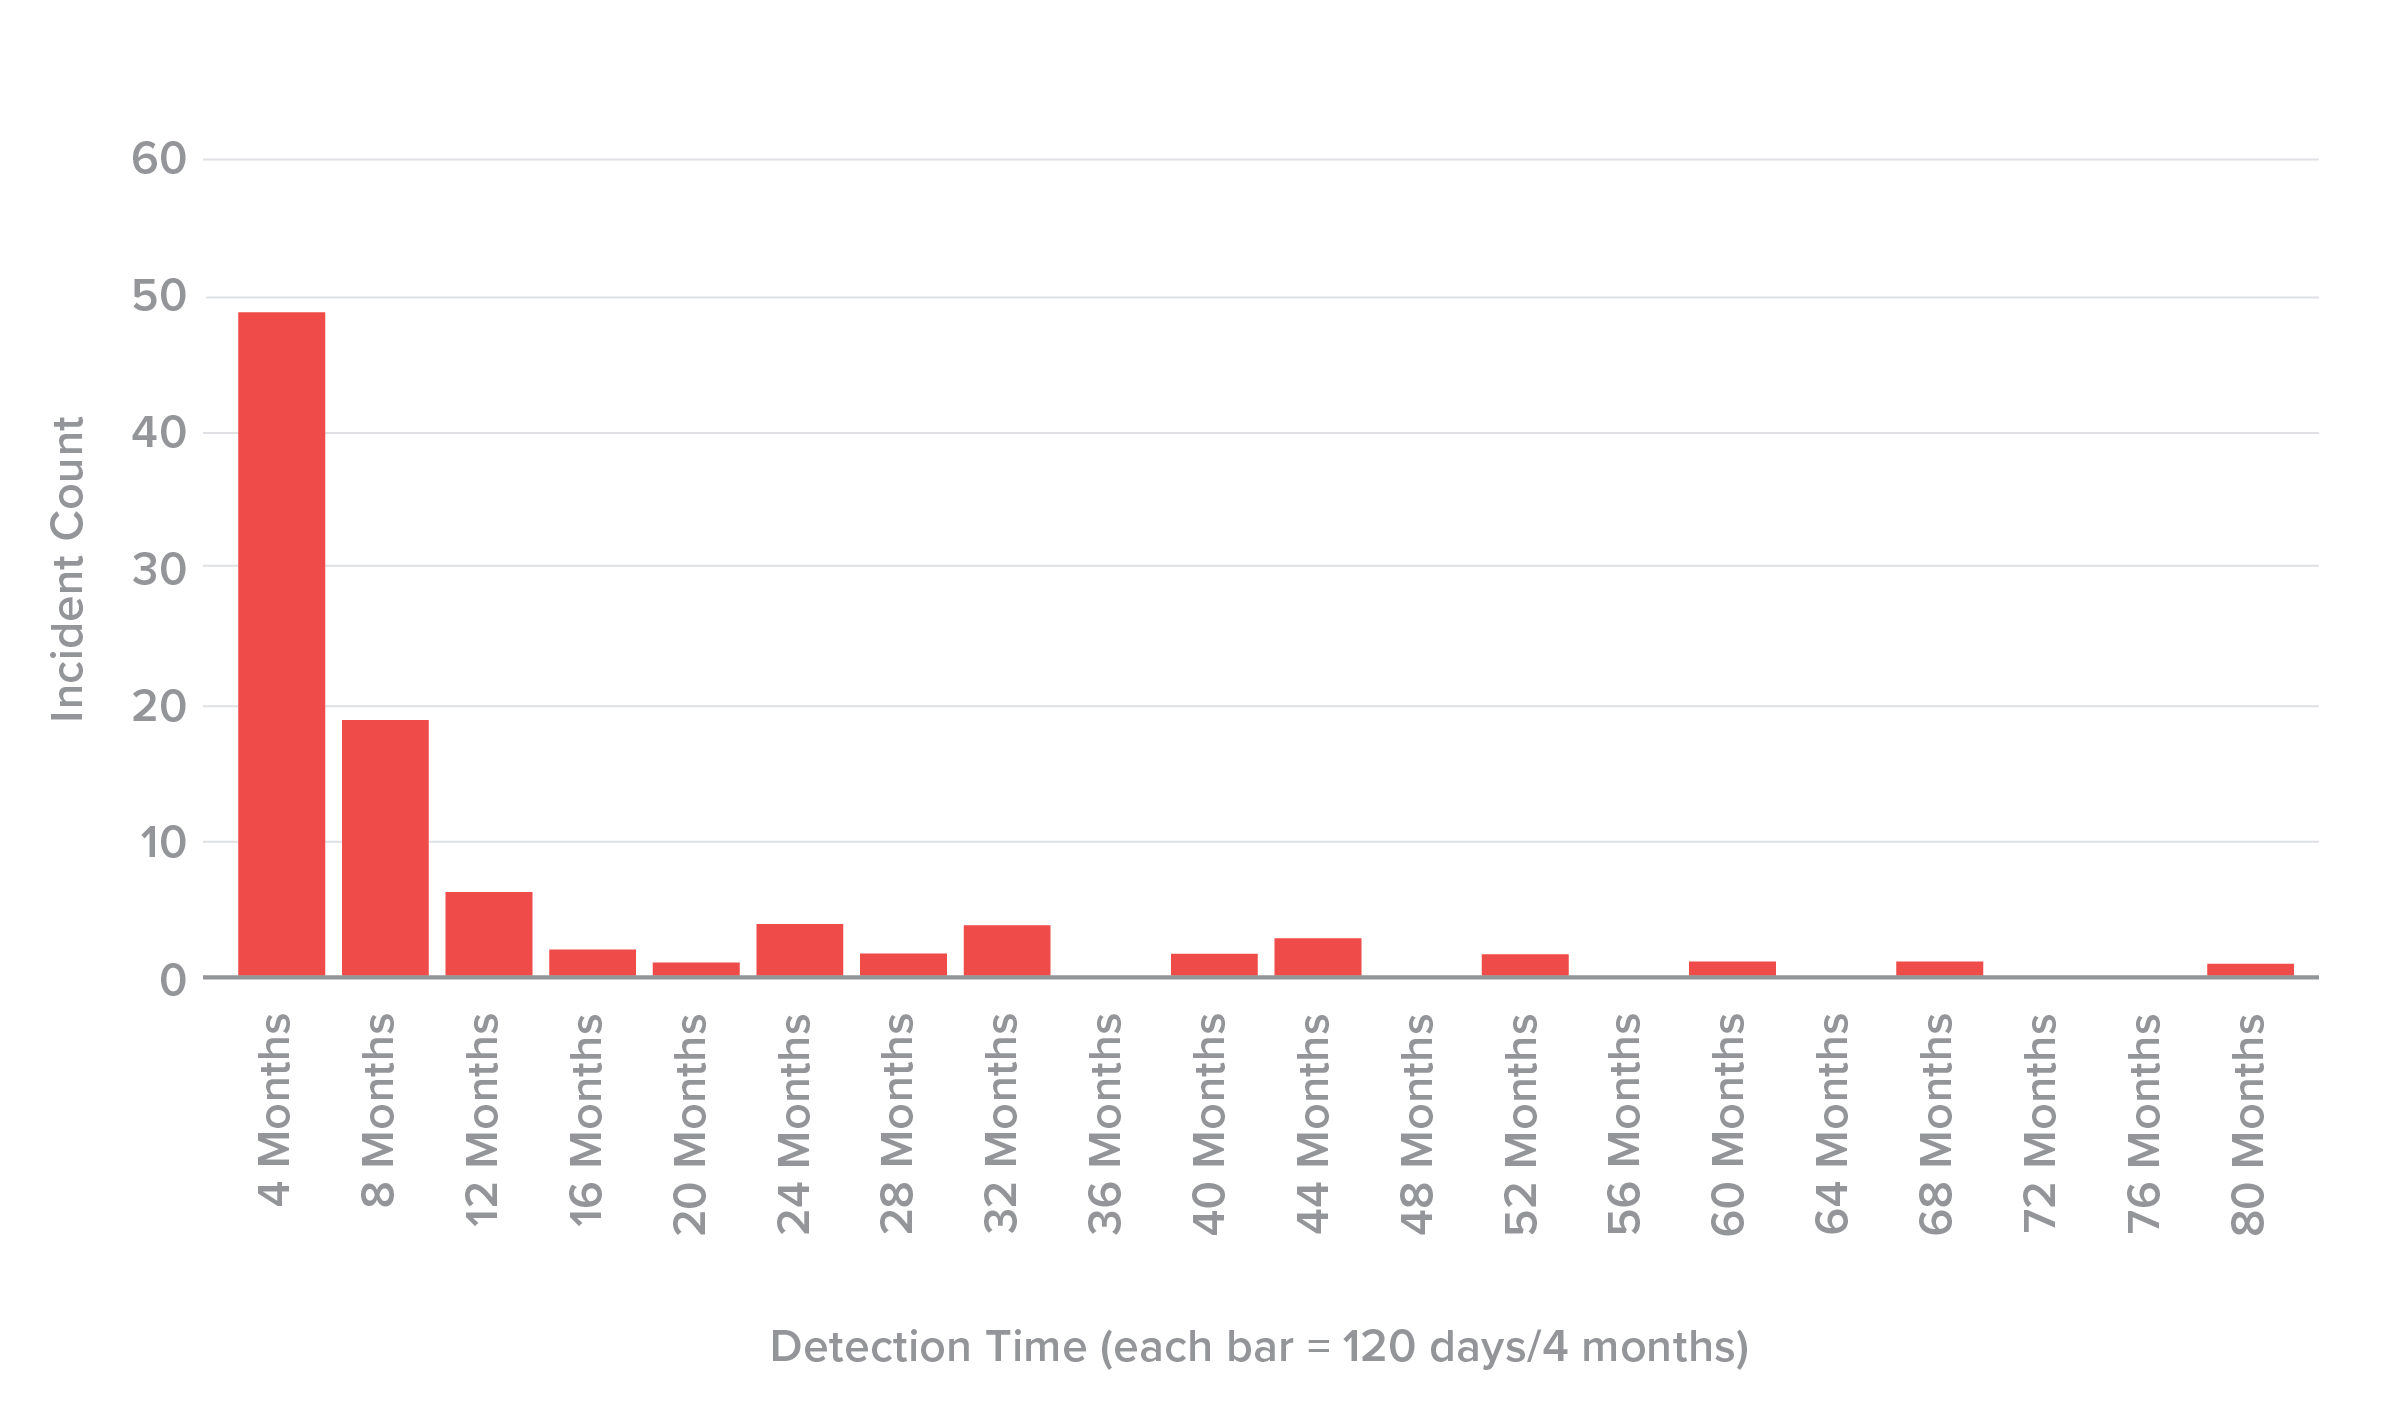 60
50
40
30
20
10
0
Incident Count
4 Months
8 Months
12 Months
16 Months
20 Months
24 Months
28 Months
32 Months
36 Months
40 Months
44 Months
48 Months
52 Months
56 Months
60 Months
64 Months
68 Months
72 Months
76 Months
80 Months
Detection Time (each bar = 120 days/4 months)